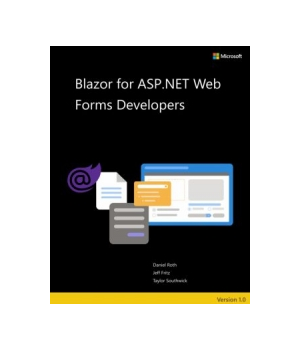 Microsoft
Blazor for ASP.NET Web
Forms Developers
Daniel Roth
Jeff Fritz
Taylor Southwick
Version 1.0